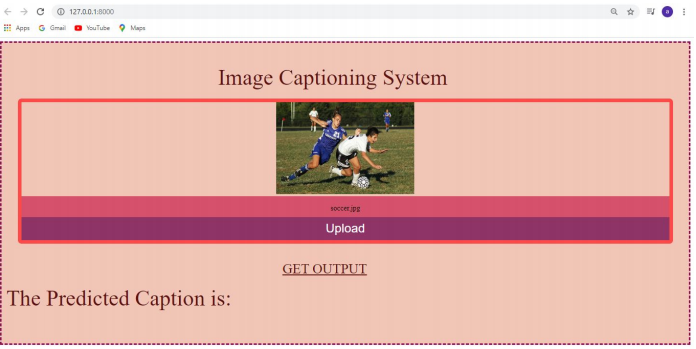 127.0.0.1:8000
Apps Gmail YouTube Maps
Image Captioning System
21
soccer.jpg
Upload
GET OUTPUT
The Predicted Caption is: